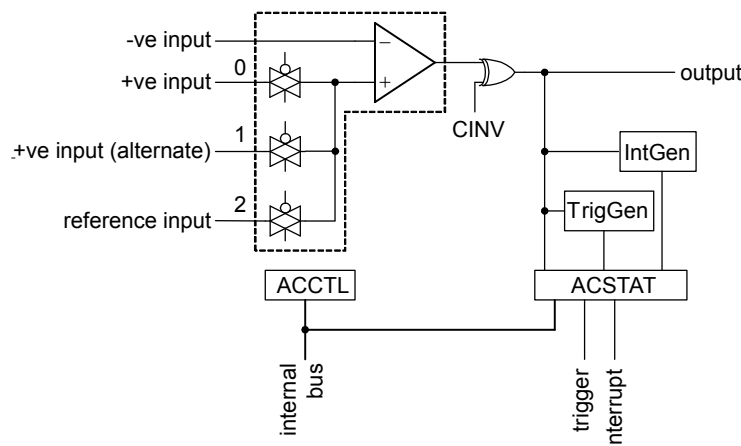 -ve input
+ve input
0
+ve input (alternate)
1
reference input
2
−
+
CINV
output
IntGen
TrigGen
ACCTL
ACSTAT
internal
bus
trigger
nterrupt